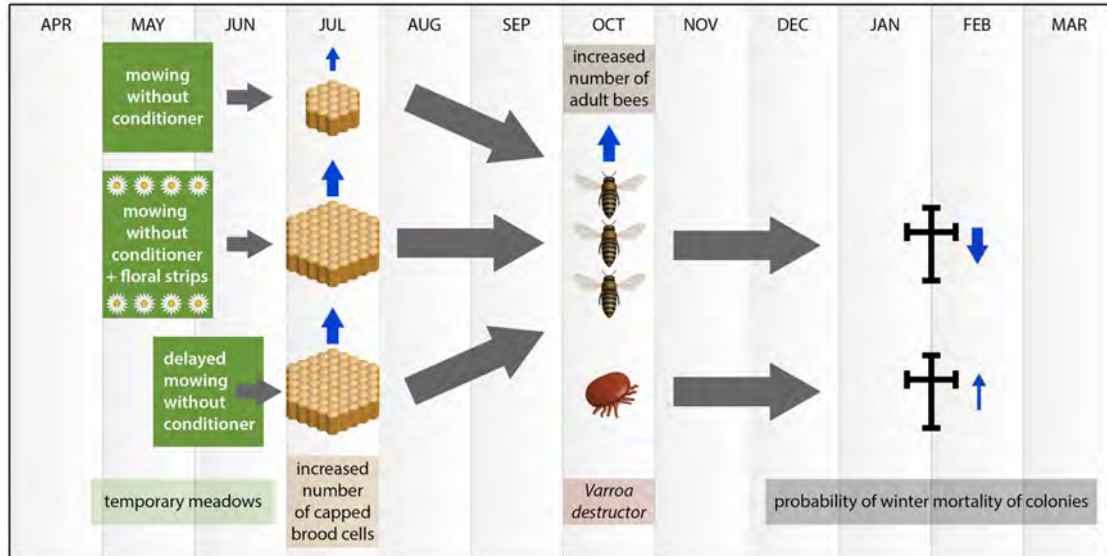 APR MAY JUN JUL AUG SEP OCT NOV DEC JAN FEB MAR
mowing
without
conditioner
increased
number of
adult bees
mowing
without
conditioner
+ floral strips
delayed
mowing
without
conditioner
temporary meadows
increased
number
of capped
brood cells
Varroa
destructor
probability of winter mortality of colonies